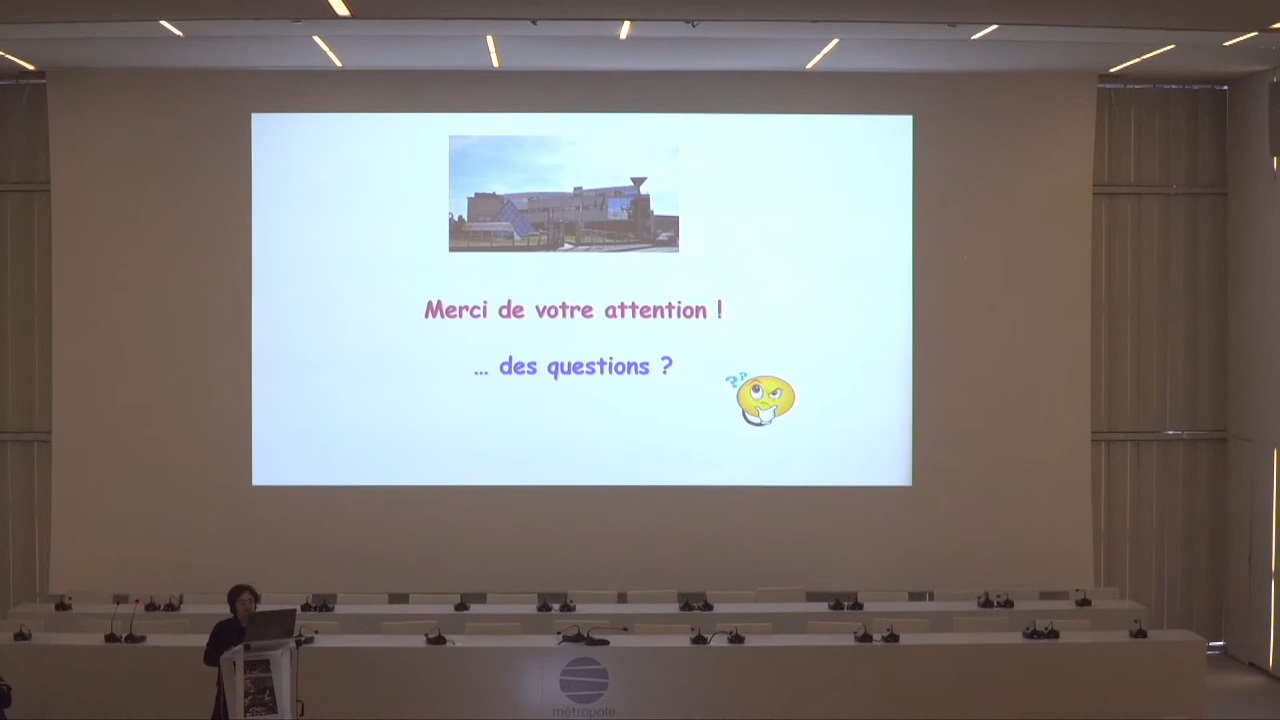 Merci de votre attention !
... des questions ?
??
métropole